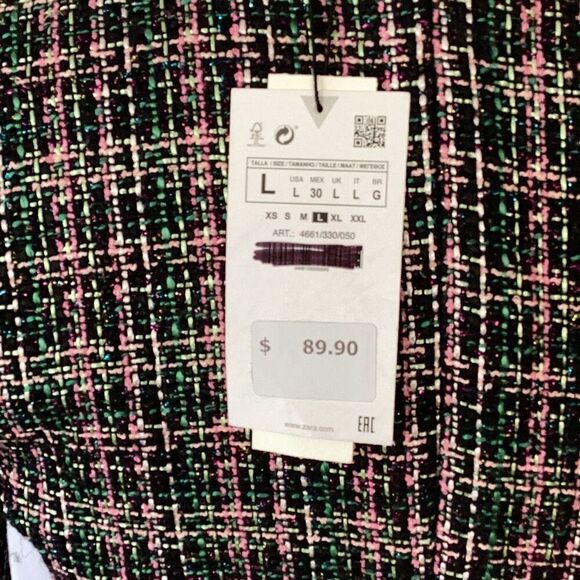 TALLA / SIZE / TAMANHO / TAILLE / MAAT / ΜΕΓΕΘΟΣ
L
USA MEX UK IT BR
L 30 L L G
XS S M L XL XXL
ART.: 4661/330/050
$ 89.90
www.zara.com
EAC